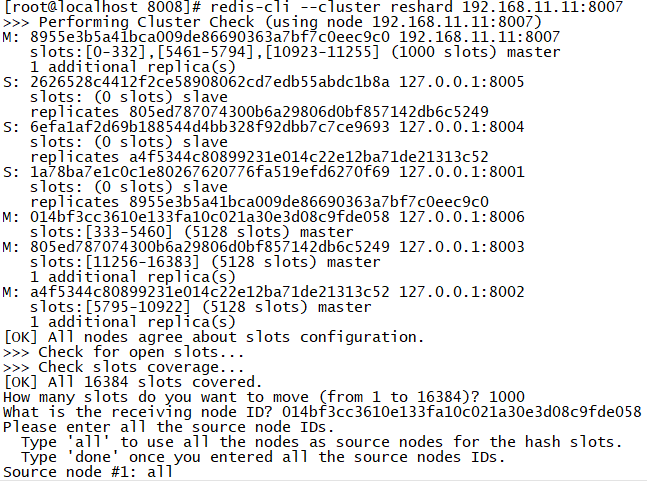 [root@localhost 8008]# redis-cli --cluster reshard 192.168.11.11:8007
>>> Performing Cluster Check (using node 192.168.11.11:8007)
M: 8955e3b5a41bca009de86690363a7bf7c0eec9c0 192.168.11.11:8007
   slots:[0-332],[5461-5794],[10923-11255] (1000 slots) master
   1 additional replica(s)
S: 2626528c4412f2ce58908062cd7edb55abdc1b8a 127.0.0.1:8005
   slots: (0 slots) slave
   replicates 805ed787074300b6a29806d0bf857142db6c5249
S: 6efa1af2d69b188544d4bb328f92dbb7c7ce9693 127.0.0.1:8004
   slots: (0 slots) slave
   replicates a4f5344c80899231e014c22e12ba71de21313c52
S: 1a78ba7e1c0c1e80267620776fa519efd6270f69 127.0.0.1:8001
   slots: (0 slots) slave
   replicates 8955e3b5a41bca009de86690363a7bf7c0eec9c0
M: 014bf3cc3610e133fa10c021a30e3d08c9fde058 127.0.0.1:8006
   slots:[333-5460] (5128 slots) master
M: 805ed787074300b6a29806d0bf857142db6c5249 127.0.0.1:8003
   slots:[11256-16383] (5128 slots) master
   1 additional replica(s)
M: a4f5344c80899231e014c22e12ba71de21313c52 127.0.0.1:8002
   slots:[5795-10922] (5128 slots) master
   1 additional replica(s)
[OK] All nodes agree about slots configuration.
>>> Check for open slots...
>>> Check slots coverage...
[OK] All 16384 slots covered.
How many slots do you want to move (from 1 to 16384)? 1000
What is the receiving node ID? 014bf3cc3610e133fa10c021a30e3d08c9fde058
Please enter all the source node IDs.
  Type 'all' to use all the nodes as source nodes for the hash slots.
  Type 'done' once you entered all the source nodes IDs.
Source node #1: all